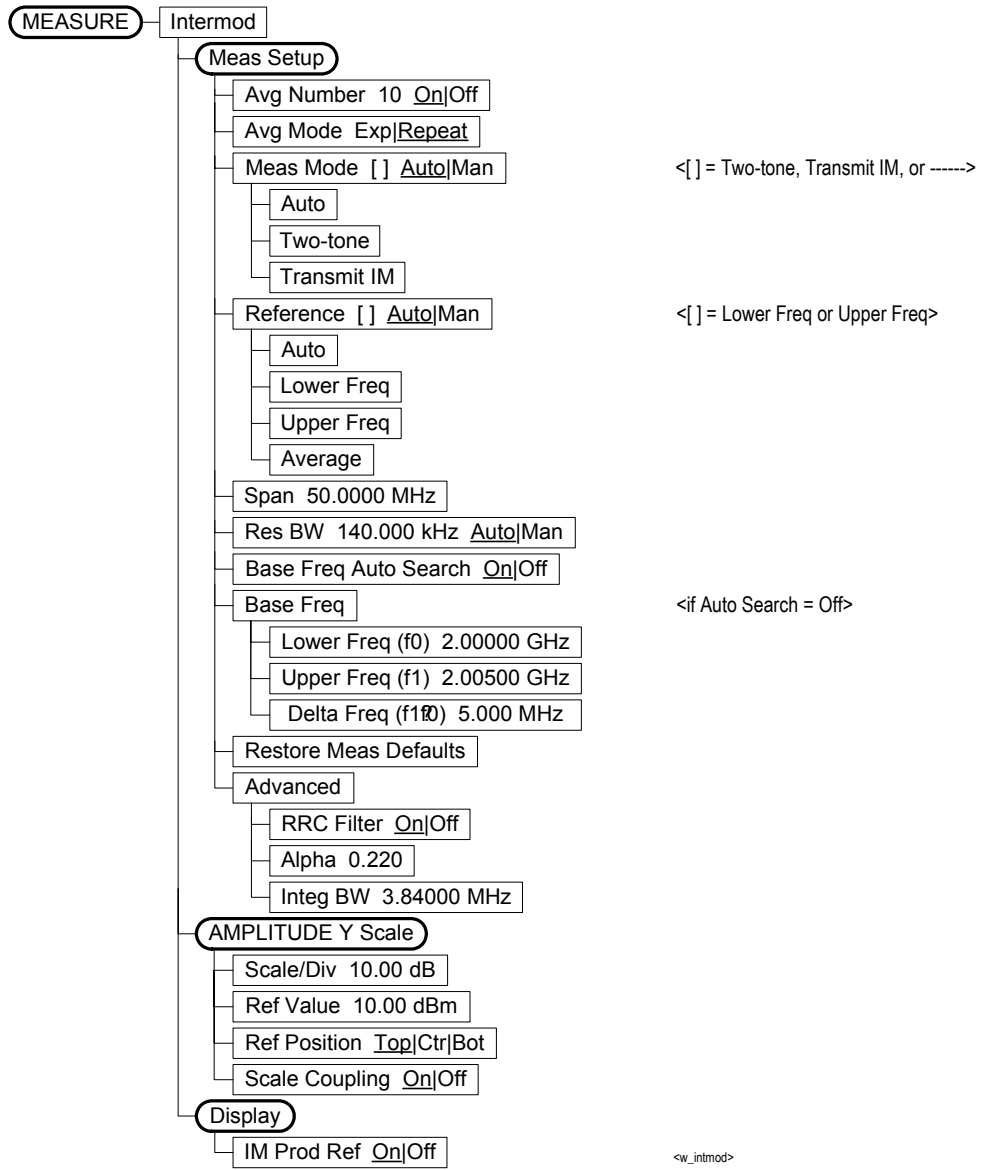 MEASURE Intermod
Meas Setup
Avg Number 10 On|Off
Avg Mode Exp|Repeat
Meas Mode [ ] Auto|Man <[ ] = Two-tone, Transmit IM, or ------>
Auto
Two-tone
Transmit IM
Reference [ ] Auto|Man <[ ] = Lower Freq or Upper Freq>
Auto
Lower Freq
Upper Freq
Average
Span 50.0000 MHz
Res BW 140.000 kHz Auto|Man
Base Freq Auto Search On|Off
Base Freq <if Auto Search = Off>
Lower Freq (f0) 2.00000 GHz
Upper Freq (f1) 2.00500 GHz
Delta Freq 5.000 MHz
Restore Meas Defaults
Advanced
RRC Filter On|Off
Alpha 0.220
Integ BW 3.84000 MHz
AMPLITUDE Y Scale
Scale/Div 10.00 dB
Ref Value 10.00 dBm
Ref Position Top|Ctr|Bot
Scale Coupling On|Off
Display
IM Prod Ref On|Off <w_intmod>